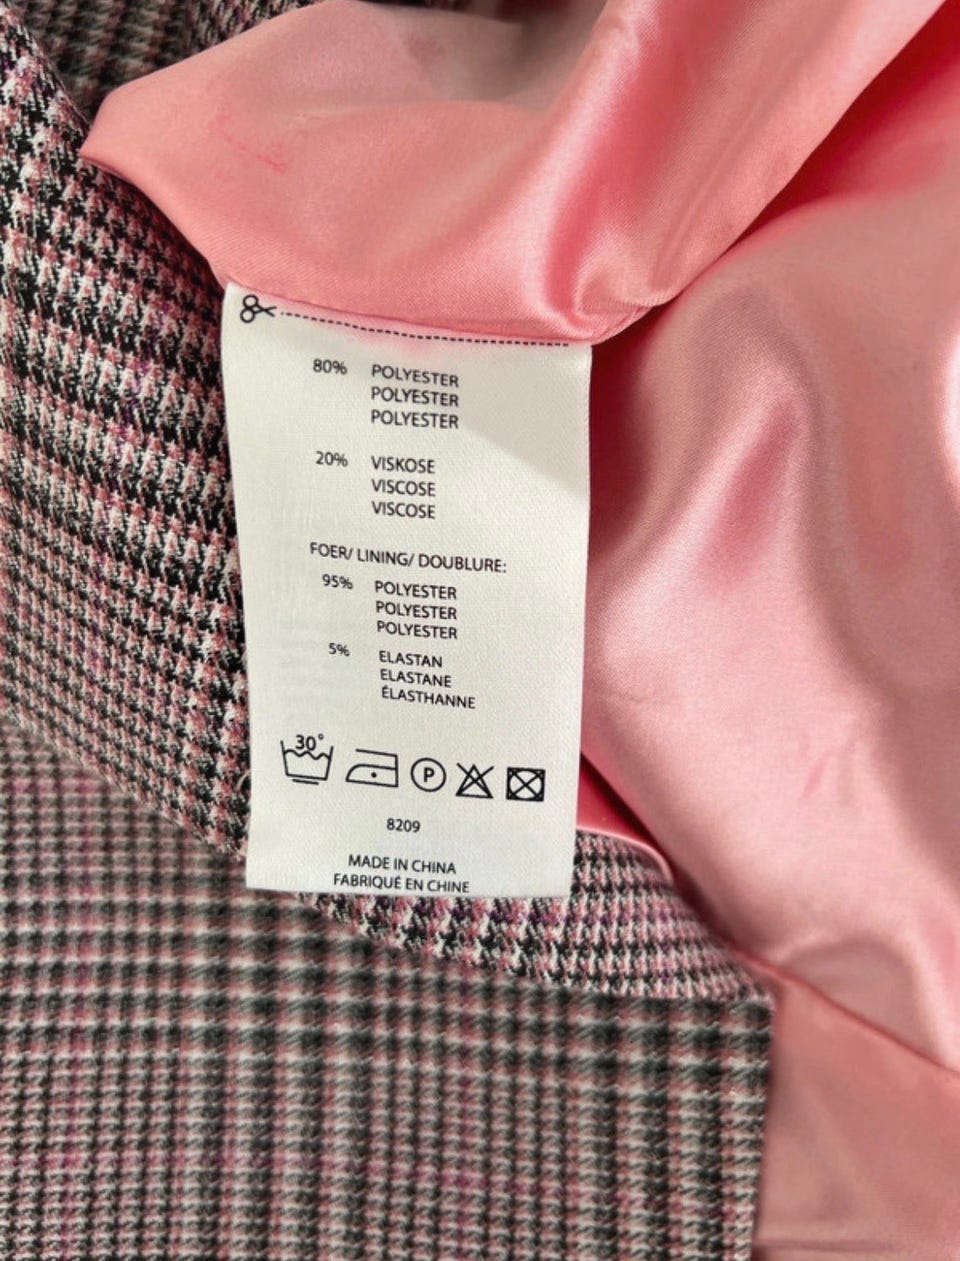 80% POLYESTER
POLYESTER
POLYESTER
20% VISKOSE
VISCOSE
VISCOSE
FOER/ LINING/ DOUBLURE:
95% POLYESTER
POLYESTER
POLYESTER
5% ELASTAN
ELASTANE
ÉLASTHANNE
30° P
8209
MADE IN CHINA
FABRIQUÉ EN CHINE